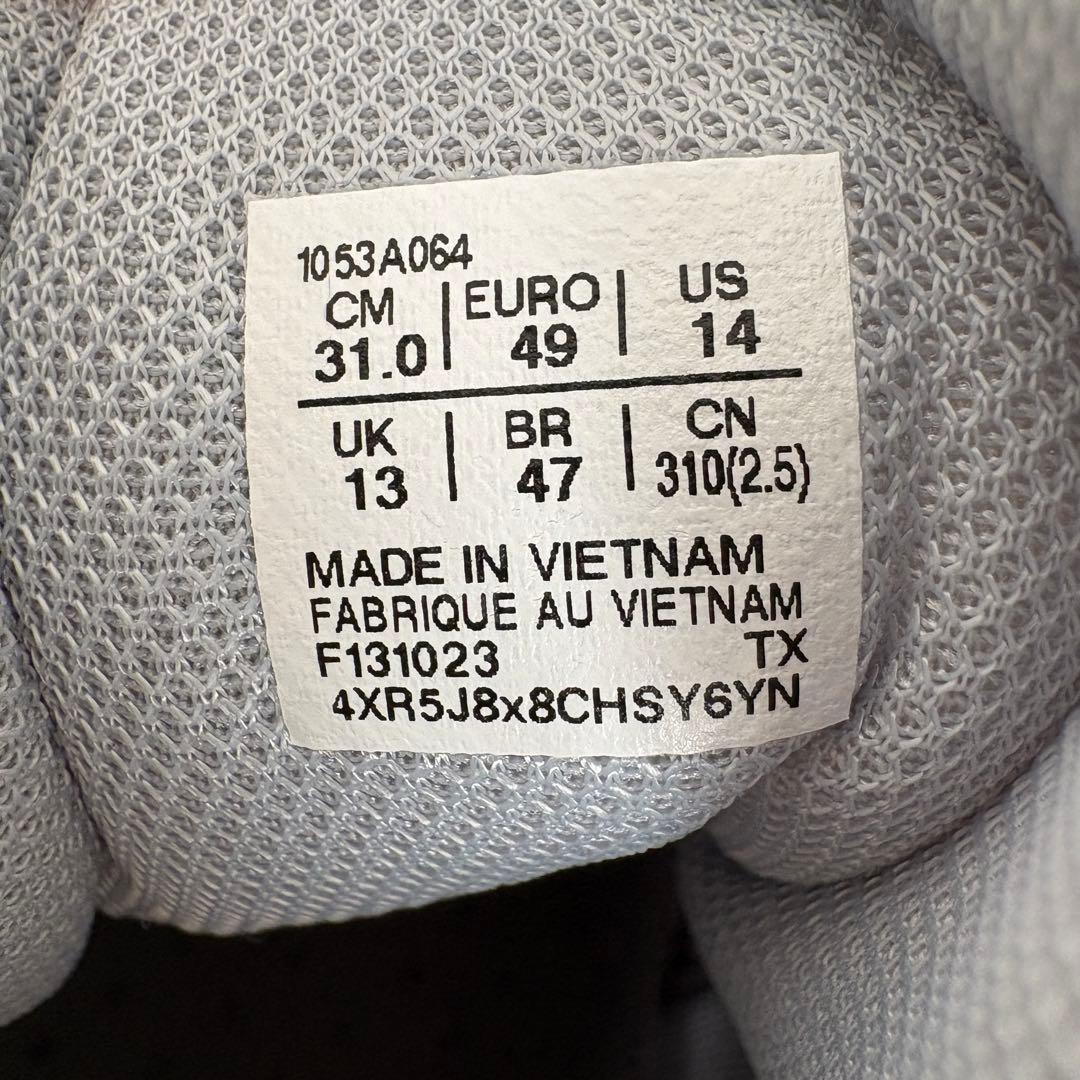 1053A064
CM | EURO | US
31.0 | 49 | 14
UK | BR | CN
13 | 47 | 310(2.5)
MADE IN VIETNAM
FABRIQUE AU VIETNAM
F131023 TX
4XR5J8x8CHSY6YN